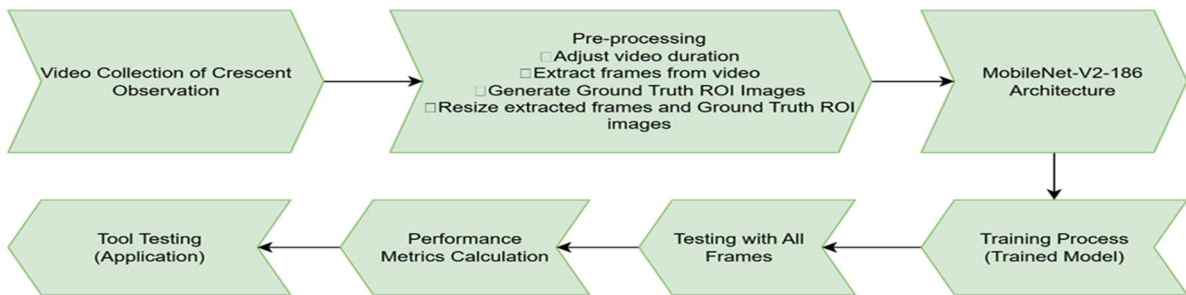 Video Collection of Crescent
Observation
Pre-processing
□Adjust video duration
□Extract frames from video
□Generate Ground Truth ROI Images
□Resize extracted frames and Ground Truth ROI
images
MobileNet-V2-186
Architecture
Training Process
(Trained Model)
Testing with All
Frames
Performance
Metrics Calculation
Tool Testing
(Application)